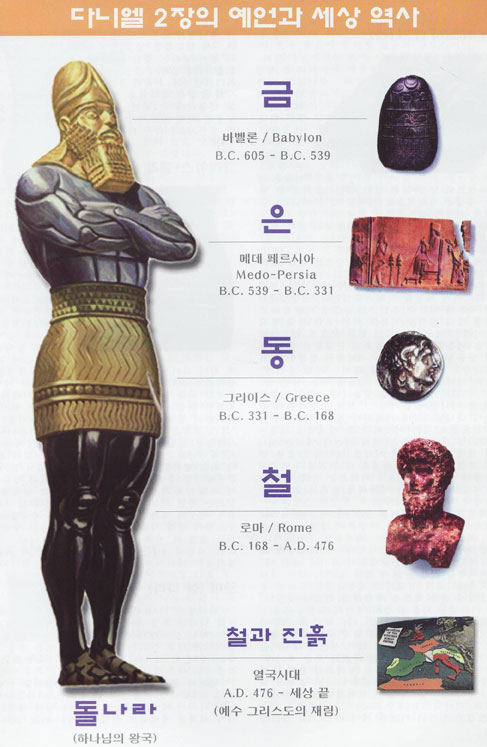 다니엘 2장의 예언과 세상 역사
금
바벨론 / Babylon
B.C. 605 - B.C. 539
은
메데 페르시아
Medo-Persia
B.C. 539 - B.C. 331
동
그리이스 / Greece
B.C. 331 - B.C. 168
철
로마 / Rome
B.C. 168 - A.D. 476
철과 진흙
열국시대
A.D. 476 - 세상 끝
(예수 그리스도의 재림)
돌나라
(하나님의 왕국)